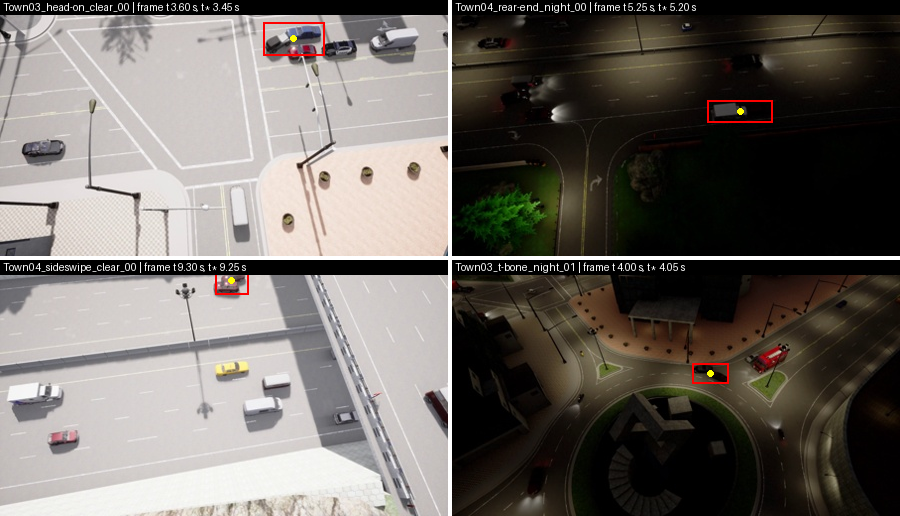 Town03_head-on_clear_00 | frame t 3.60 s, t⋆ 3.45 s
Town04_rear-end_night_00 | frame t 5.25 s, t⋆ 5.20 s
Town04_sideswipe_clear_00 | frame t 9.30 s, t⋆ 9.25 s
Town03_t-bone_night_01 | frame t 4.00 s, t⋆ 4.05 s